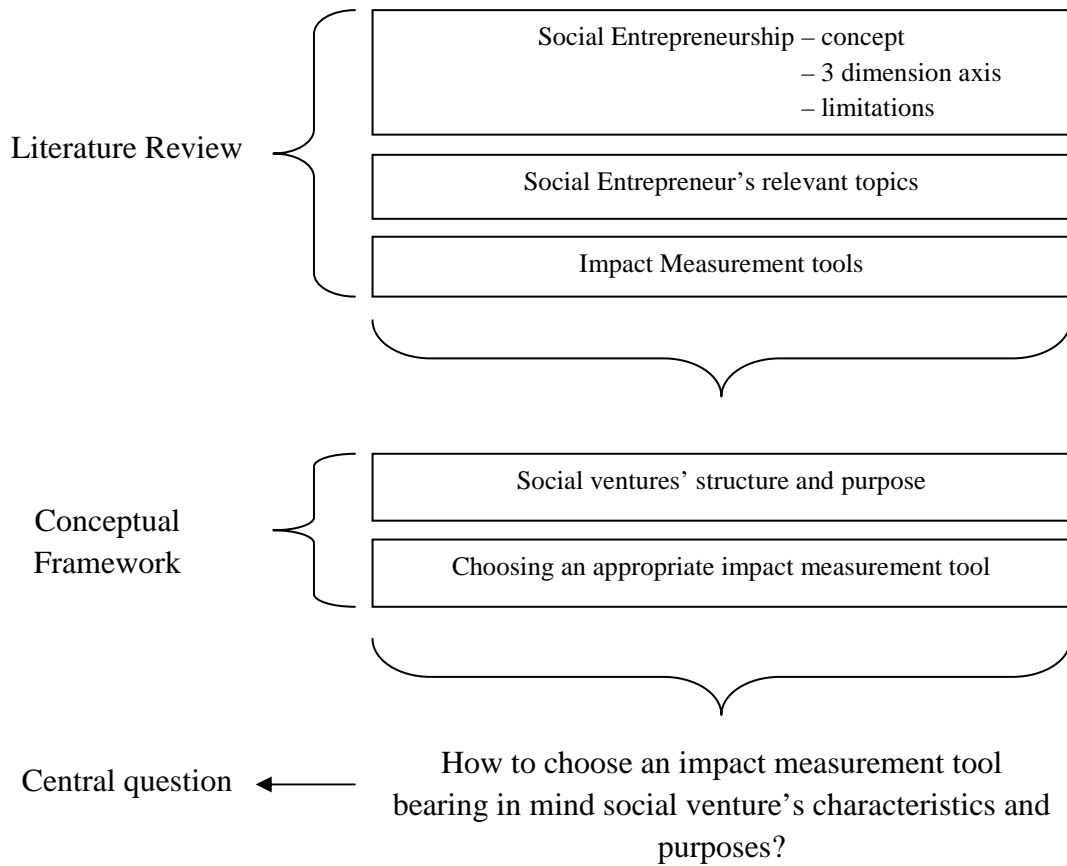 Social Entrepreneurship – concept
– 3 dimension axis
– limitations
Literature Review
Social Entrepreneur’s relevant topics
Impact Measurement tools
Social ventures’ structure and purpose
Conceptual
Framework
Choosing an appropriate impact measurement tool
Central question
How to choose an impact measurement tool
bearing in mind social venture’s characteristics and
purposes?